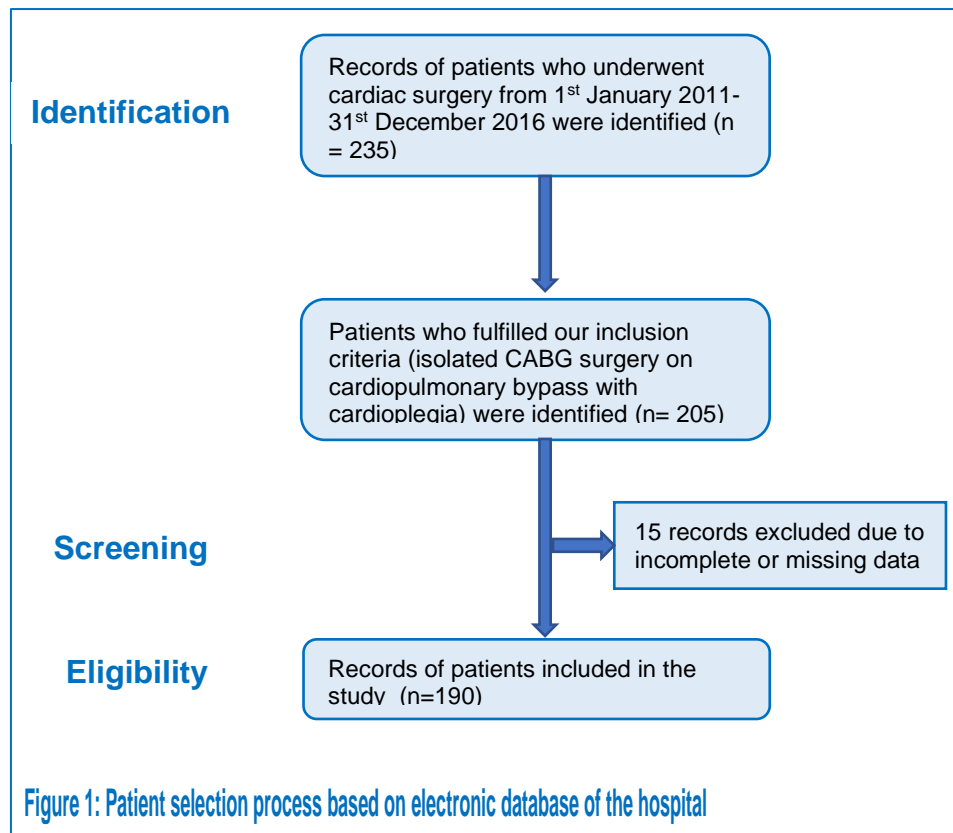 Identification
Records of patients who underwent
cardiac surgery from 1st January 2011-
31st December 2016 were identified (n
= 235)
Patients who fulfilled our inclusion
criteria (isolated CABG surgery on
cardiopulmonary bypass with
cardioplegia) were identified (n= 205)
Screening
15 records excluded due to
incomplete or missing data
Eligibility
Records of patients included in the
study (n=190)
Figure 1: Patient selection process based on electronic database of the hospital